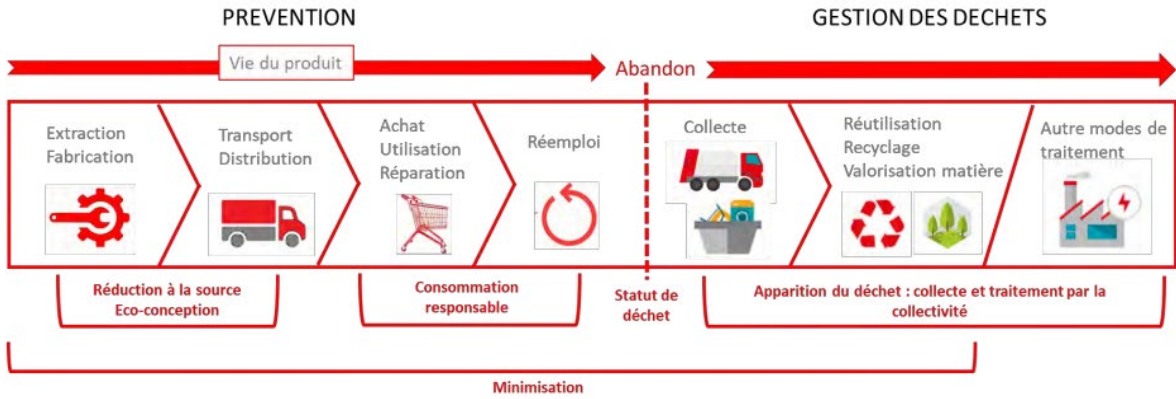 PREVENTION
GESTION DES DECHETS
Vie du produit
Abandon
Extraction
Fabrication
Transport
Distribution
Achat
Utilisation
Réparation
Réemploi
Collecte
Réutilisation
Recyclage
Valorisation matière
Autre modes de
traitement
Réduction à la source
Eco-conception
Consommation
responsable
Statut de
déchet
Apparition du déchet : collecte et traitement par la
collectivité
Minimisation